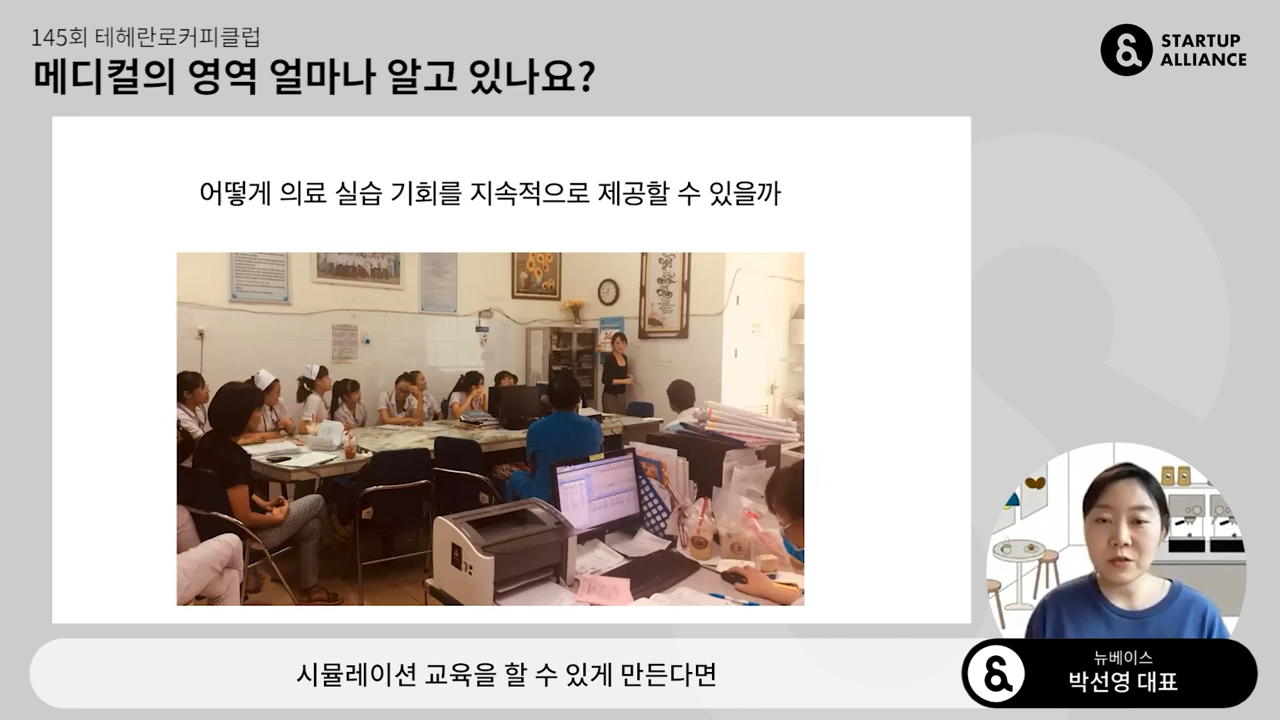 145회 테헤란로커피클럽
메디컬의 영역 얼마나 알고 있나요?
STARTUP
ALLIANCE
어떻게 의료 실습 기회를 지속적으로 제공할 수 있을까
시뮬레이션 교육을 할 수 있게 만든다면
뉴베이스
박선영 대표